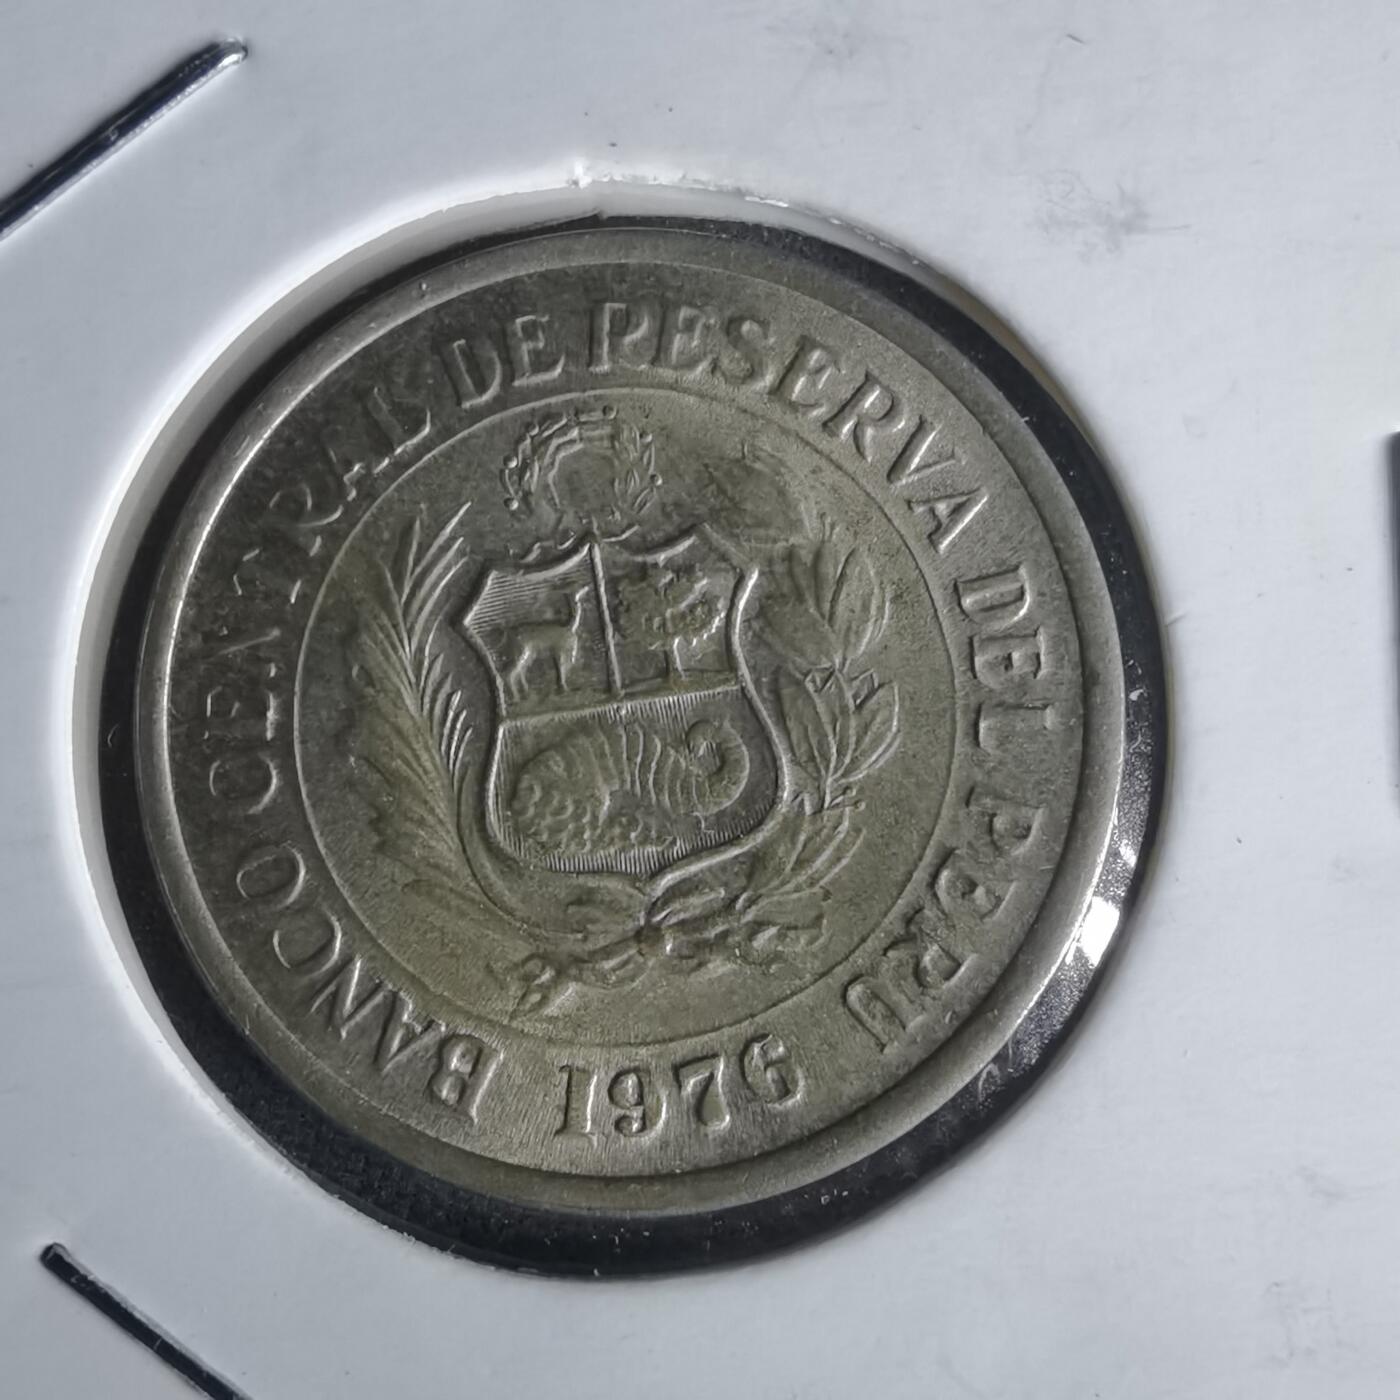 BANCO CENTRAL DE RESERVA DEL PERU
1976